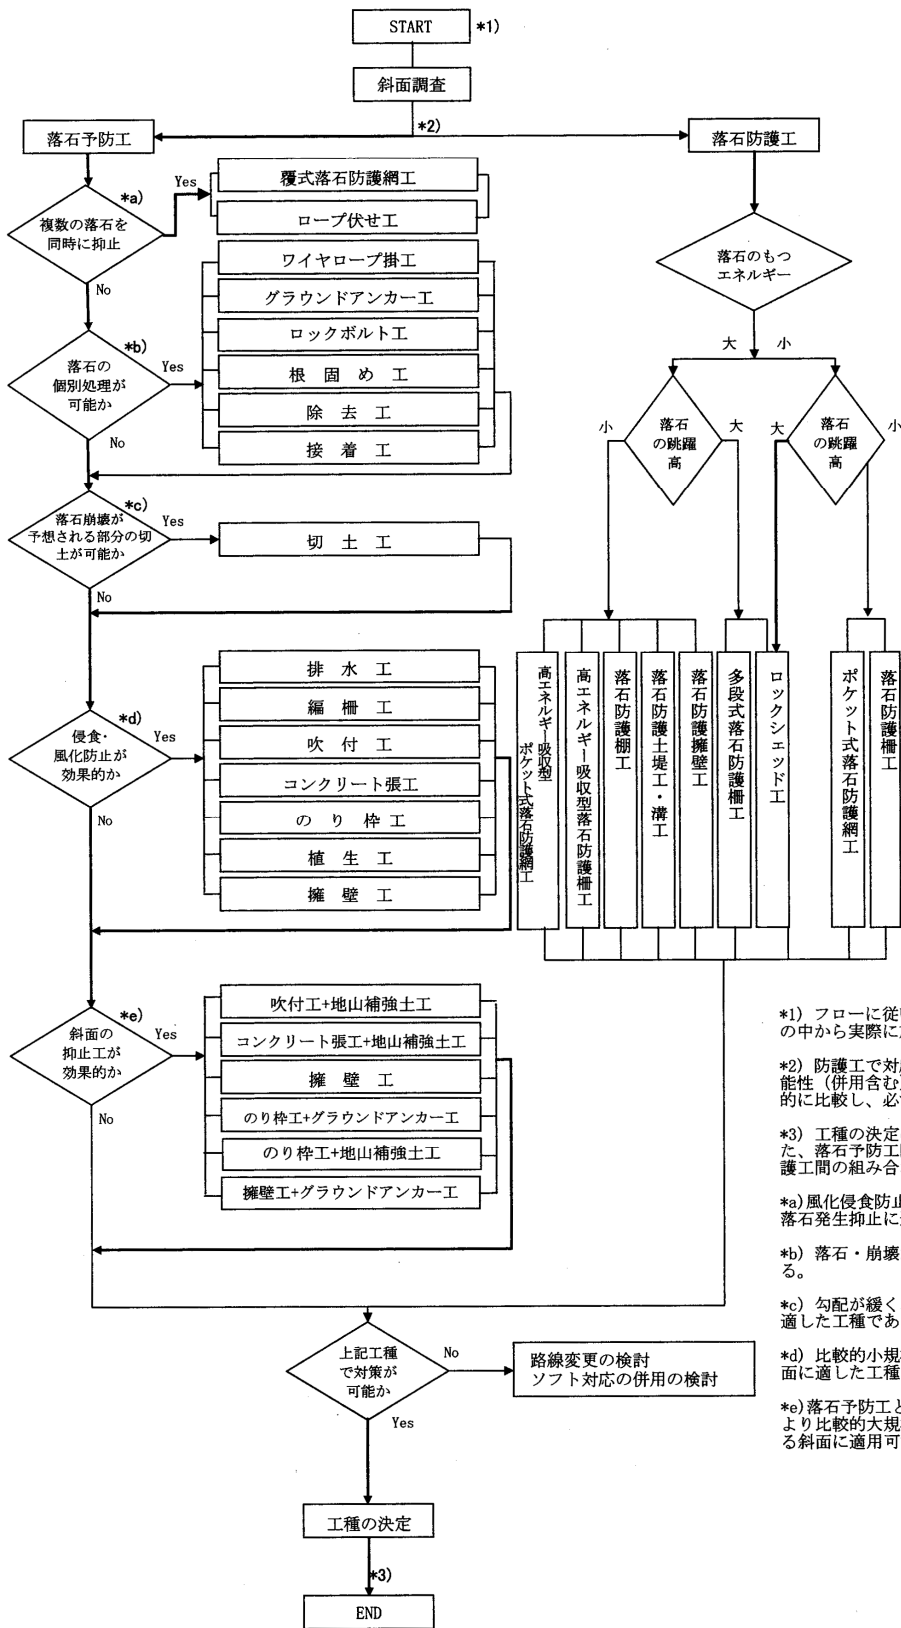 START
*1)
斜面調査
*2)
落石予防工
落石防護工
*a)
複数の落石を
同時に抑止
Yes
No
覆式落石防護網工
ロープ伏せ工
*b)
落石の
個別処理が
可能か
Yes
No
ワイヤロープ掛工
グラウンドアンカー工
ロックボルト工
根固め工
除去工
接着工
*c)
落石崩壊が
予想される部分の切
土が可能か
Yes
No
切土工
*d)
侵食・
風化防止が
効果的か
Yes
No
排水工
編柵工
吹付工
コンクリート張工
のり枠工
植生工
擁壁工
*e)
斜面の
抑止工が
効果的か
Yes
No
吹付工+地山補強土工
コンクリート張工+地山補強土工
擁壁工
のり枠工+グラウンドアンカー工
のり枠工+地山補強土工
擁壁工+グラウンドアンカー工
落石のもつ
エネルギー
大
小
落石
の跳躍
高
小
大
落石
の跳躍
高
大
小
高エネルギー吸収型
ポケット式落石防護網工
高エネルギー吸収型落石防護柵工
落石防護棚工
落石防護土堤工・溝工
落石防護擁壁工
多段式落石防護柵工
ロックシェッド工
ポケット式落石防護網工
落石防護柵工
*1) フローに従
の中から実際に
*2) 防護工で対
能性（併用含む
的に比較し、必
*3) 工種の決定
た、落石予防工
護工間の組み合
*a)風化侵食防止
落石発生抑止に
*b) 落石・崩壊
る。
*c) 勾配が緩く
適した工種であ
*d) 比較的小規
面に適した工種
*e)落石予防工と
より比較的大規
る斜面に適用可
上記工種
で対策が
可能か
No
Yes
路線変更の検討
ソフト対応の併用の検討
工種の決定
*3)
END